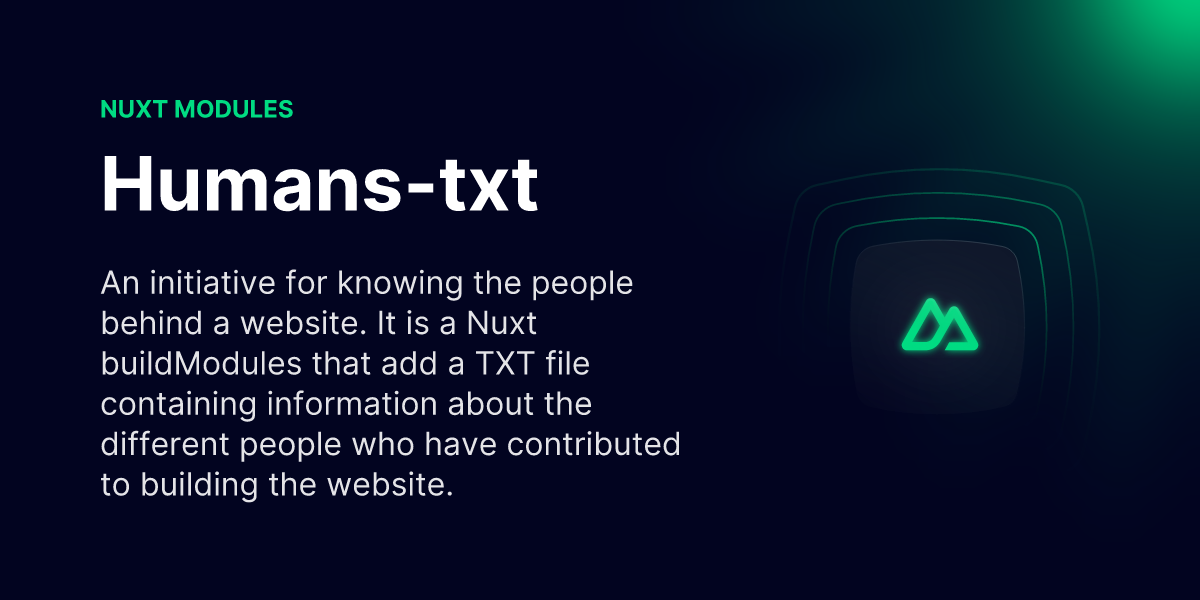 NUXT MODULES
Humans-txt
An initiative for knowing the people
behind a website. It is a Nuxt
buildModules that add a TXT file
containing information about the
different people who have contributed
to building the website.